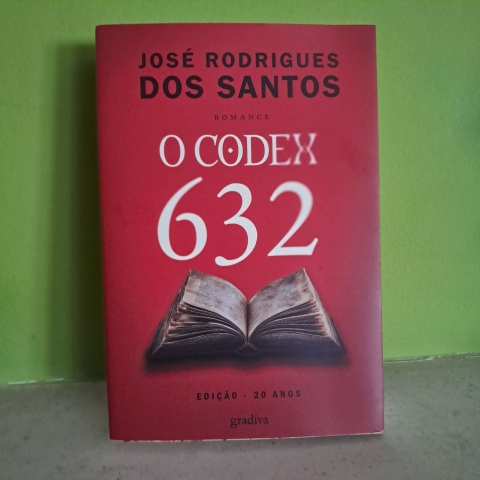 JOSÉ RODRIGUES
DOS SANTOS
ROMANCE
O CODEX
632
EDIÇÃO · 20 ANOS
gradiva